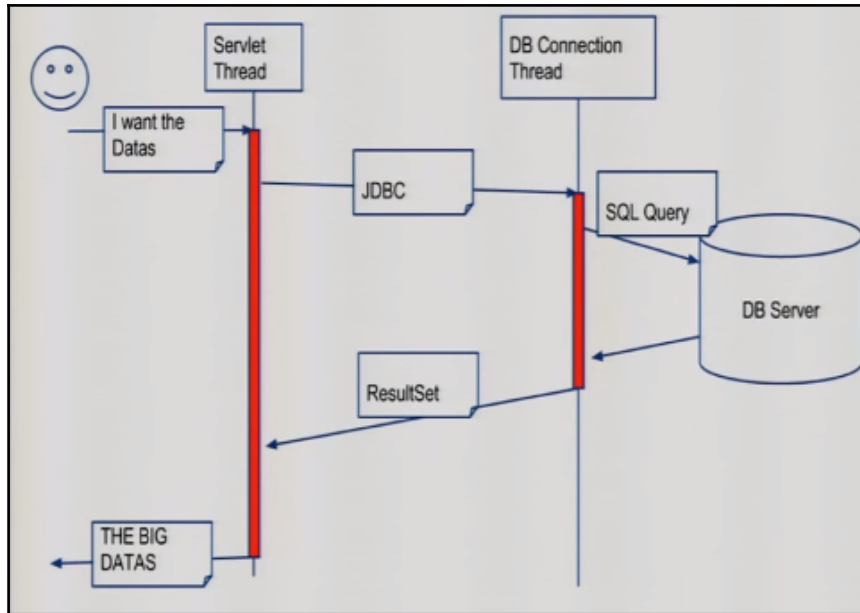 Servlet
Thread
DB Connection
Thread
I want the
Datas
JDBC
SQL Query
DB Server
ResultSet
THE BIG
DATAS